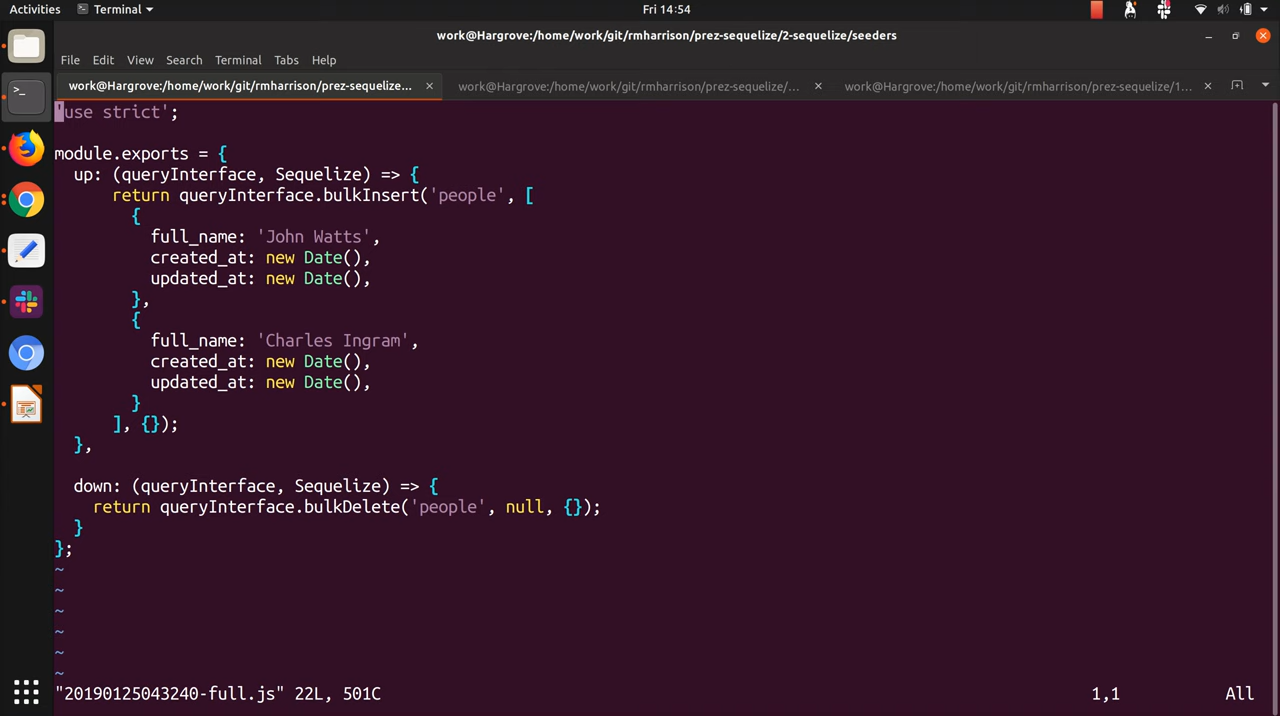 Activities Terminal Fri 14:54
work@Hargrove:/home/work/git/rmharrison/prez-sequelize/2-sequelize/seeders
File Edit View Search Terminal Tabs Help
work@Hargrove:/home/work/git/rmharrison/prez-sequelize... × work@Hargrove:/home/work/git/rmharrison/prez-sequelize/... × work@Hargrove:/home/work/git/rmharrison/prez-sequelize/1... ×
'use strict';
module.exports = {
  up: (queryInterface, Sequelize) => {
      return queryInterface.bulkInsert('people', [
        {
          full_name: 'John Watts',
          created_at: new Date(),
          updated_at: new Date(),
        },
        {
          full_name: 'Charles Ingram',
          created_at: new Date(),
          updated_at: new Date(),
        }
      ], {});
  },
  down: (queryInterface, Sequelize) => {
    return queryInterface.bulkDelete('people', null, {});
  }
};
~
~
~
~
~
~
"20190125043240-full.js" 22L, 501C 1,1 All